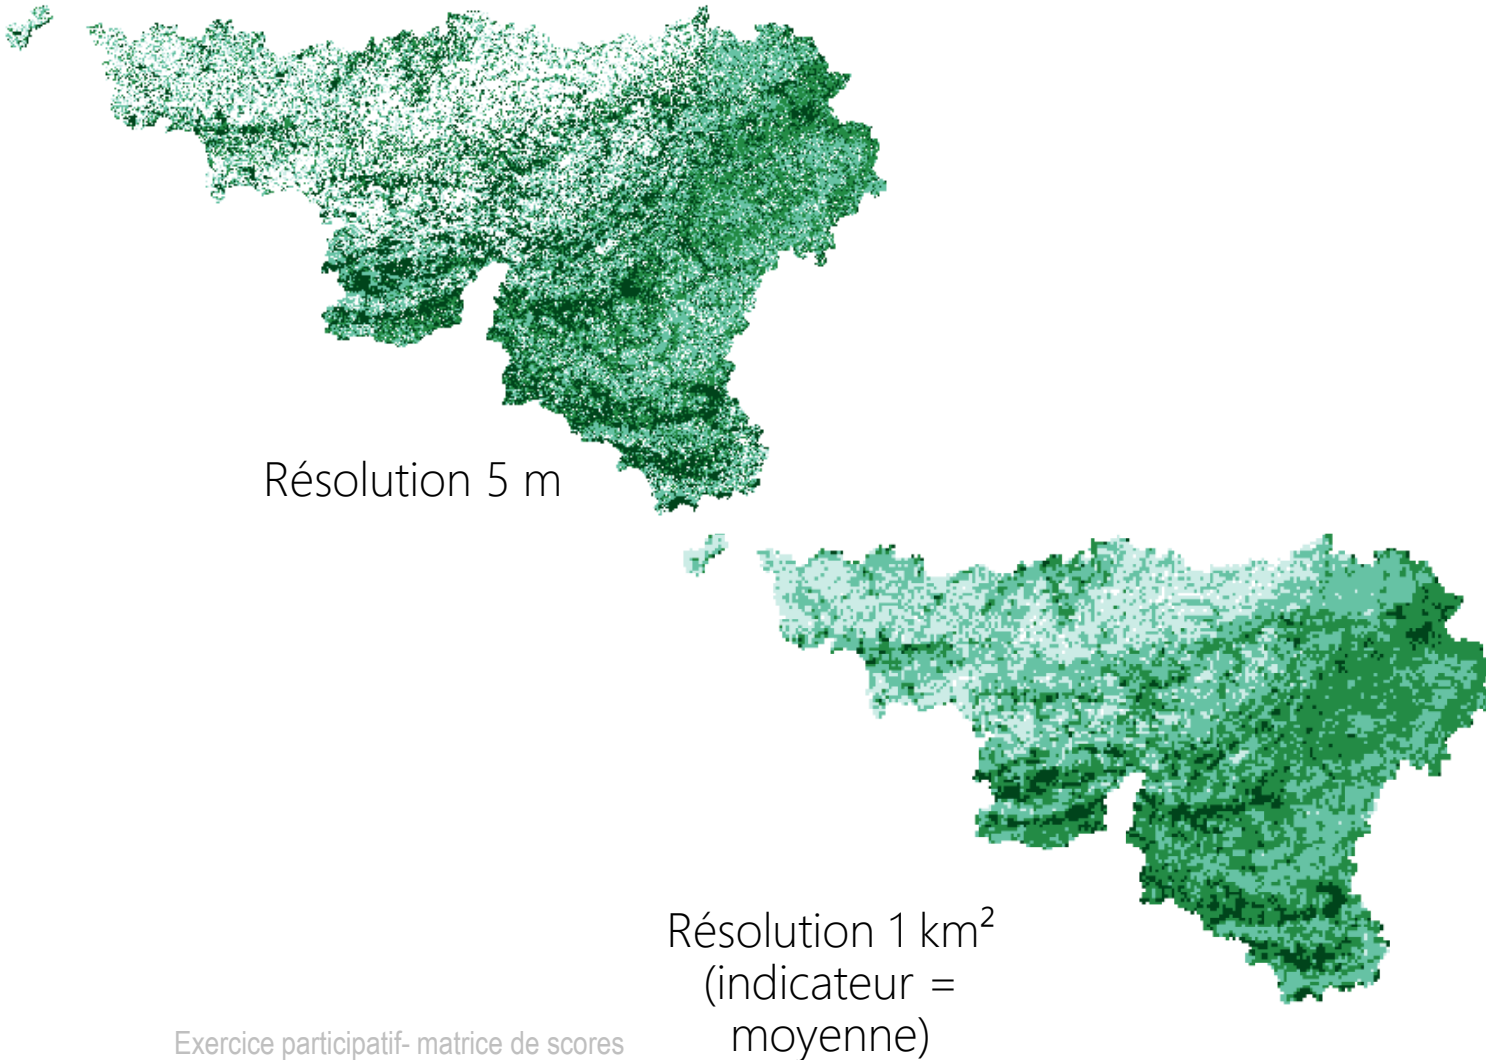 Résolution 5 m
Résolution 1 km²
(indicateur =
moyenne)
Exercice participatif- matrice de scores